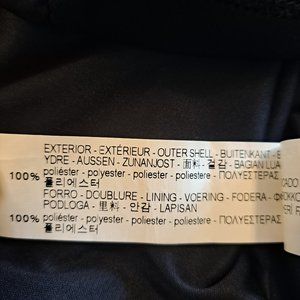 EXTERIOR - EXTÉRIEUR - OUTER SHELL - BUITENKANT -
YDRE - AUSSEN - ZUNANJOST - 面料 - 겉감 - BAGIAN LUA
100% poliéster - polyester - polyester - poliestere - ΠΟΛΥΕΣΤΕΡΑΣ
폴리에스터
FORRO - DOUBLURE - LINING - VOERING - FODERA -
PODLOGA - 里料 - 안감 - LAPISAN
100% poliéster - polyester - polyester - poliestere - ΠΟΛΥΕΣΤΕΡΑΣ
폴리에스터